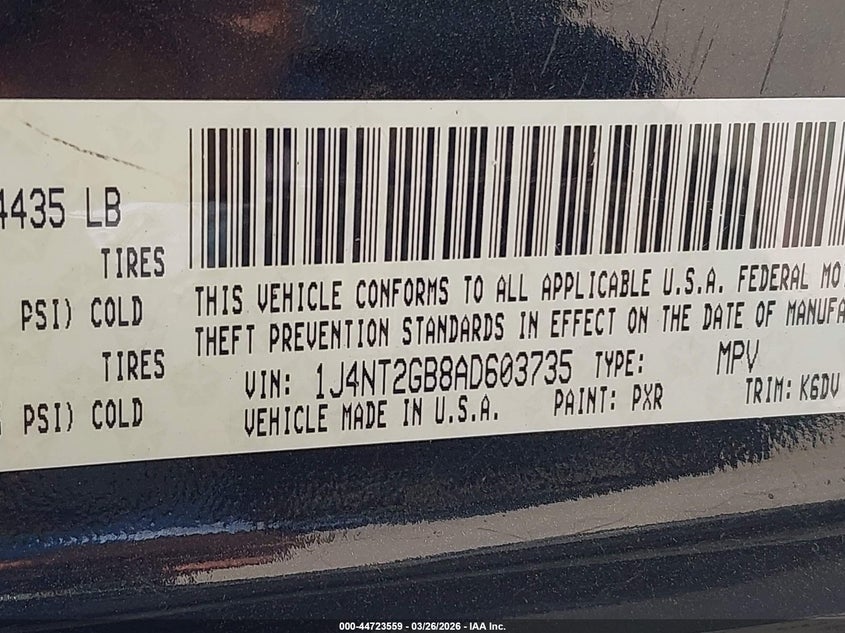 4435 LB
TIRES
THIS VEHICLE CONFORMS TO ALL APPLICABLE U.S.A. FEDERAL
PSI) COLD
THEFT PREVENTION STANDARDS IN EFFECT ON THE DATE OF
TIRES
VIN: 1J4NT2GB8AD603735 TYPE: MPV
PSI) COLD
VEHICLE MADE IN U.S.A. PAINT: PXR TRIM: K6DV
000-44723559 - 03/26/2026 - IAA Inc.